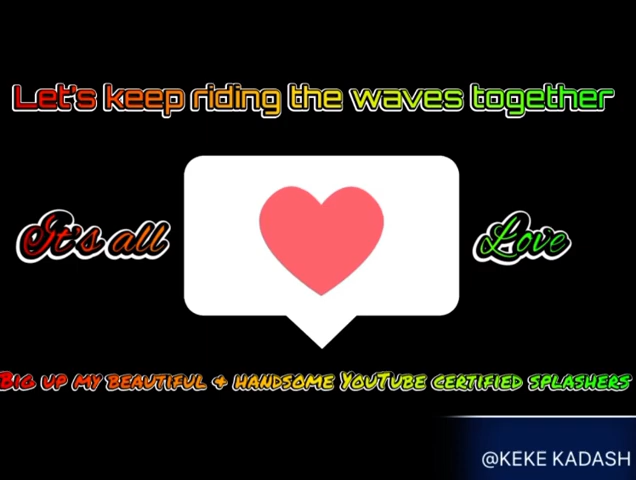 Let's keep riding the waves together
It's all
Love
Big up my beautiful & handsome YouTube certified splashers
@KEKE KADASH